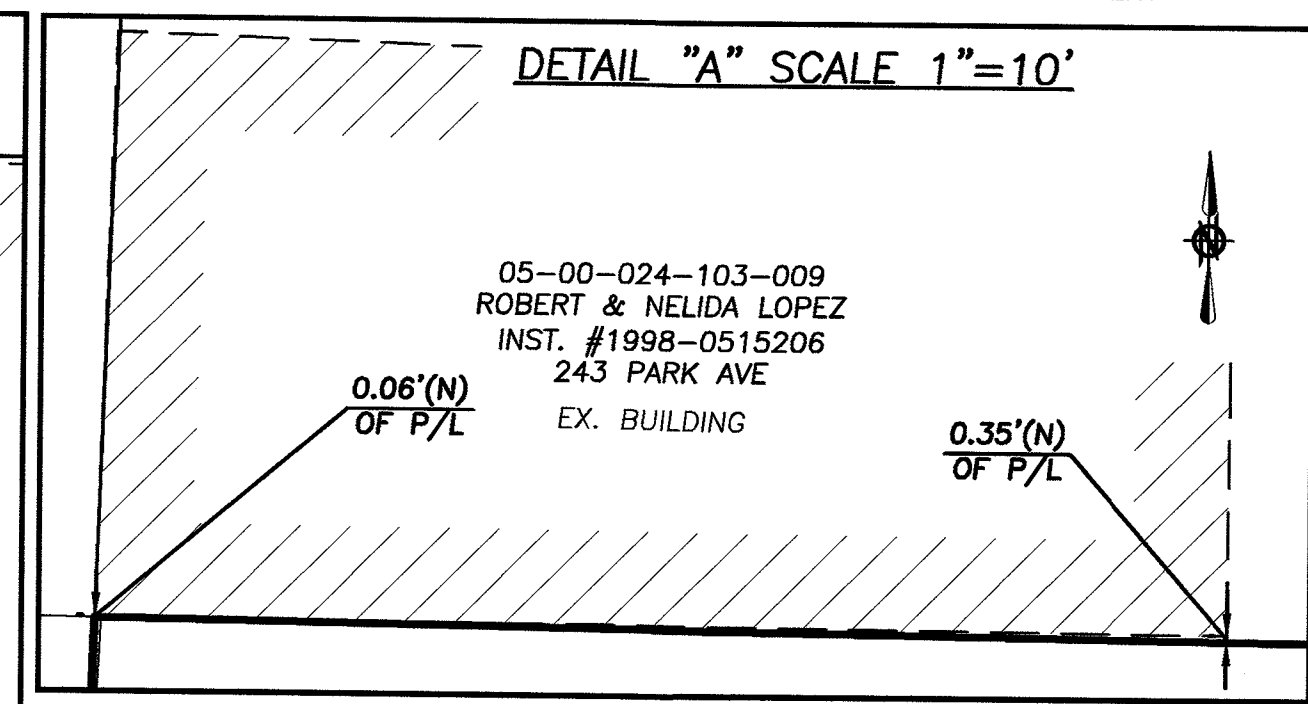 DETAIL "A" SCALE 1"=10'
N
05-00-024-103-009
ROBERT & NELIDA LOPEZ
INST. #1998-0515206
243 PARK AVE
EX. BUILDING
0.06'(N)
OF P/L
0.35'(N)
OF P/L